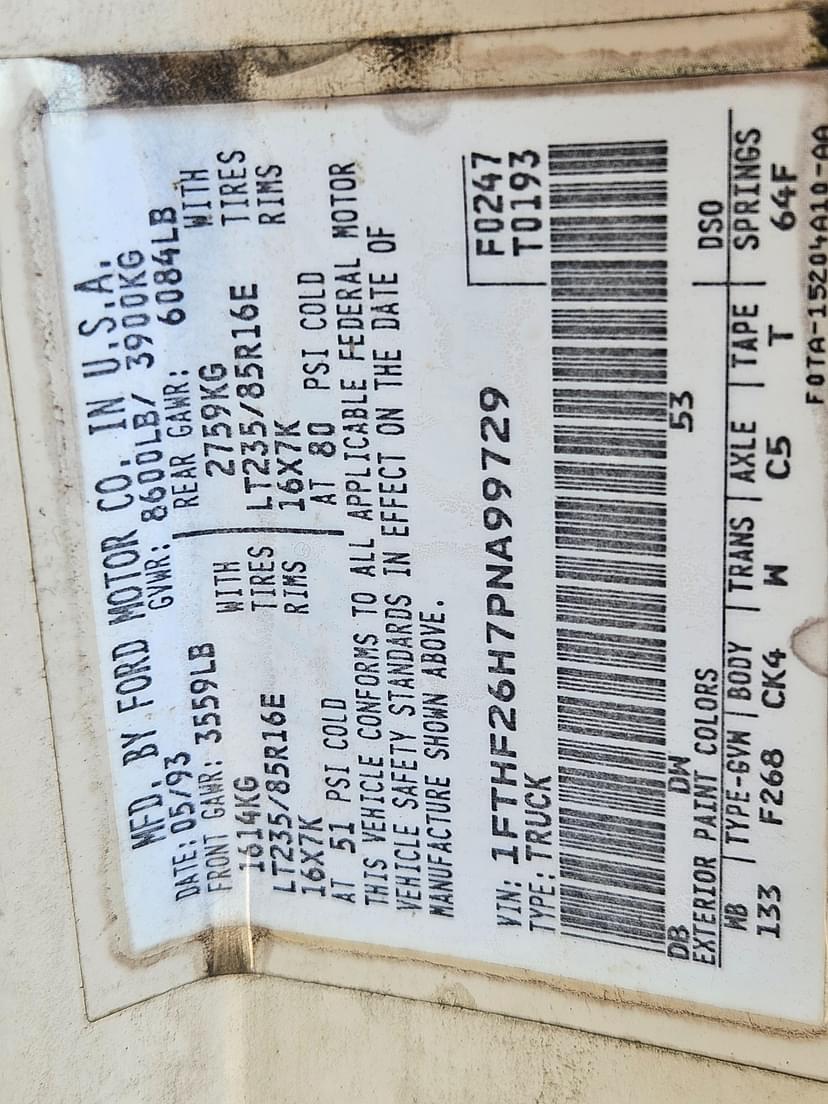 MFD. BY FORD MOTOR CO. IN U.S.A.
DATE: 05/93 GVWR: 8600LB/ 3900KG
FRONT GAWR: 3559LB REAR GAWR: 6084LB
1614KG WITH 2759KG WITH
LT235/85R16E TIRES LT235/85R16E TIRES
16X7K RIMS 16X7K RIMS
AT 51 PSI COLD AT 80 PSI COLD
THIS VEHICLE CONFORMS TO ALL APPLICABLE FEDERAL MOTOR
VEHICLE SAFETY STANDARDS IN EFFECT ON THE DATE OF
MANUFACTURE SHOWN ABOVE.
F0247
VIN: 1FTHF26H7PNA99729
T0193
TYPE: TRUCK
DB DW 53
EXTERIOR PAINT COLORS DSO
WB TYPE-GVW BODY TRANS AXLE TAPE SPRINGS
133 F268 CK4 W C5 T 64F
F0TA-15204A10-AA